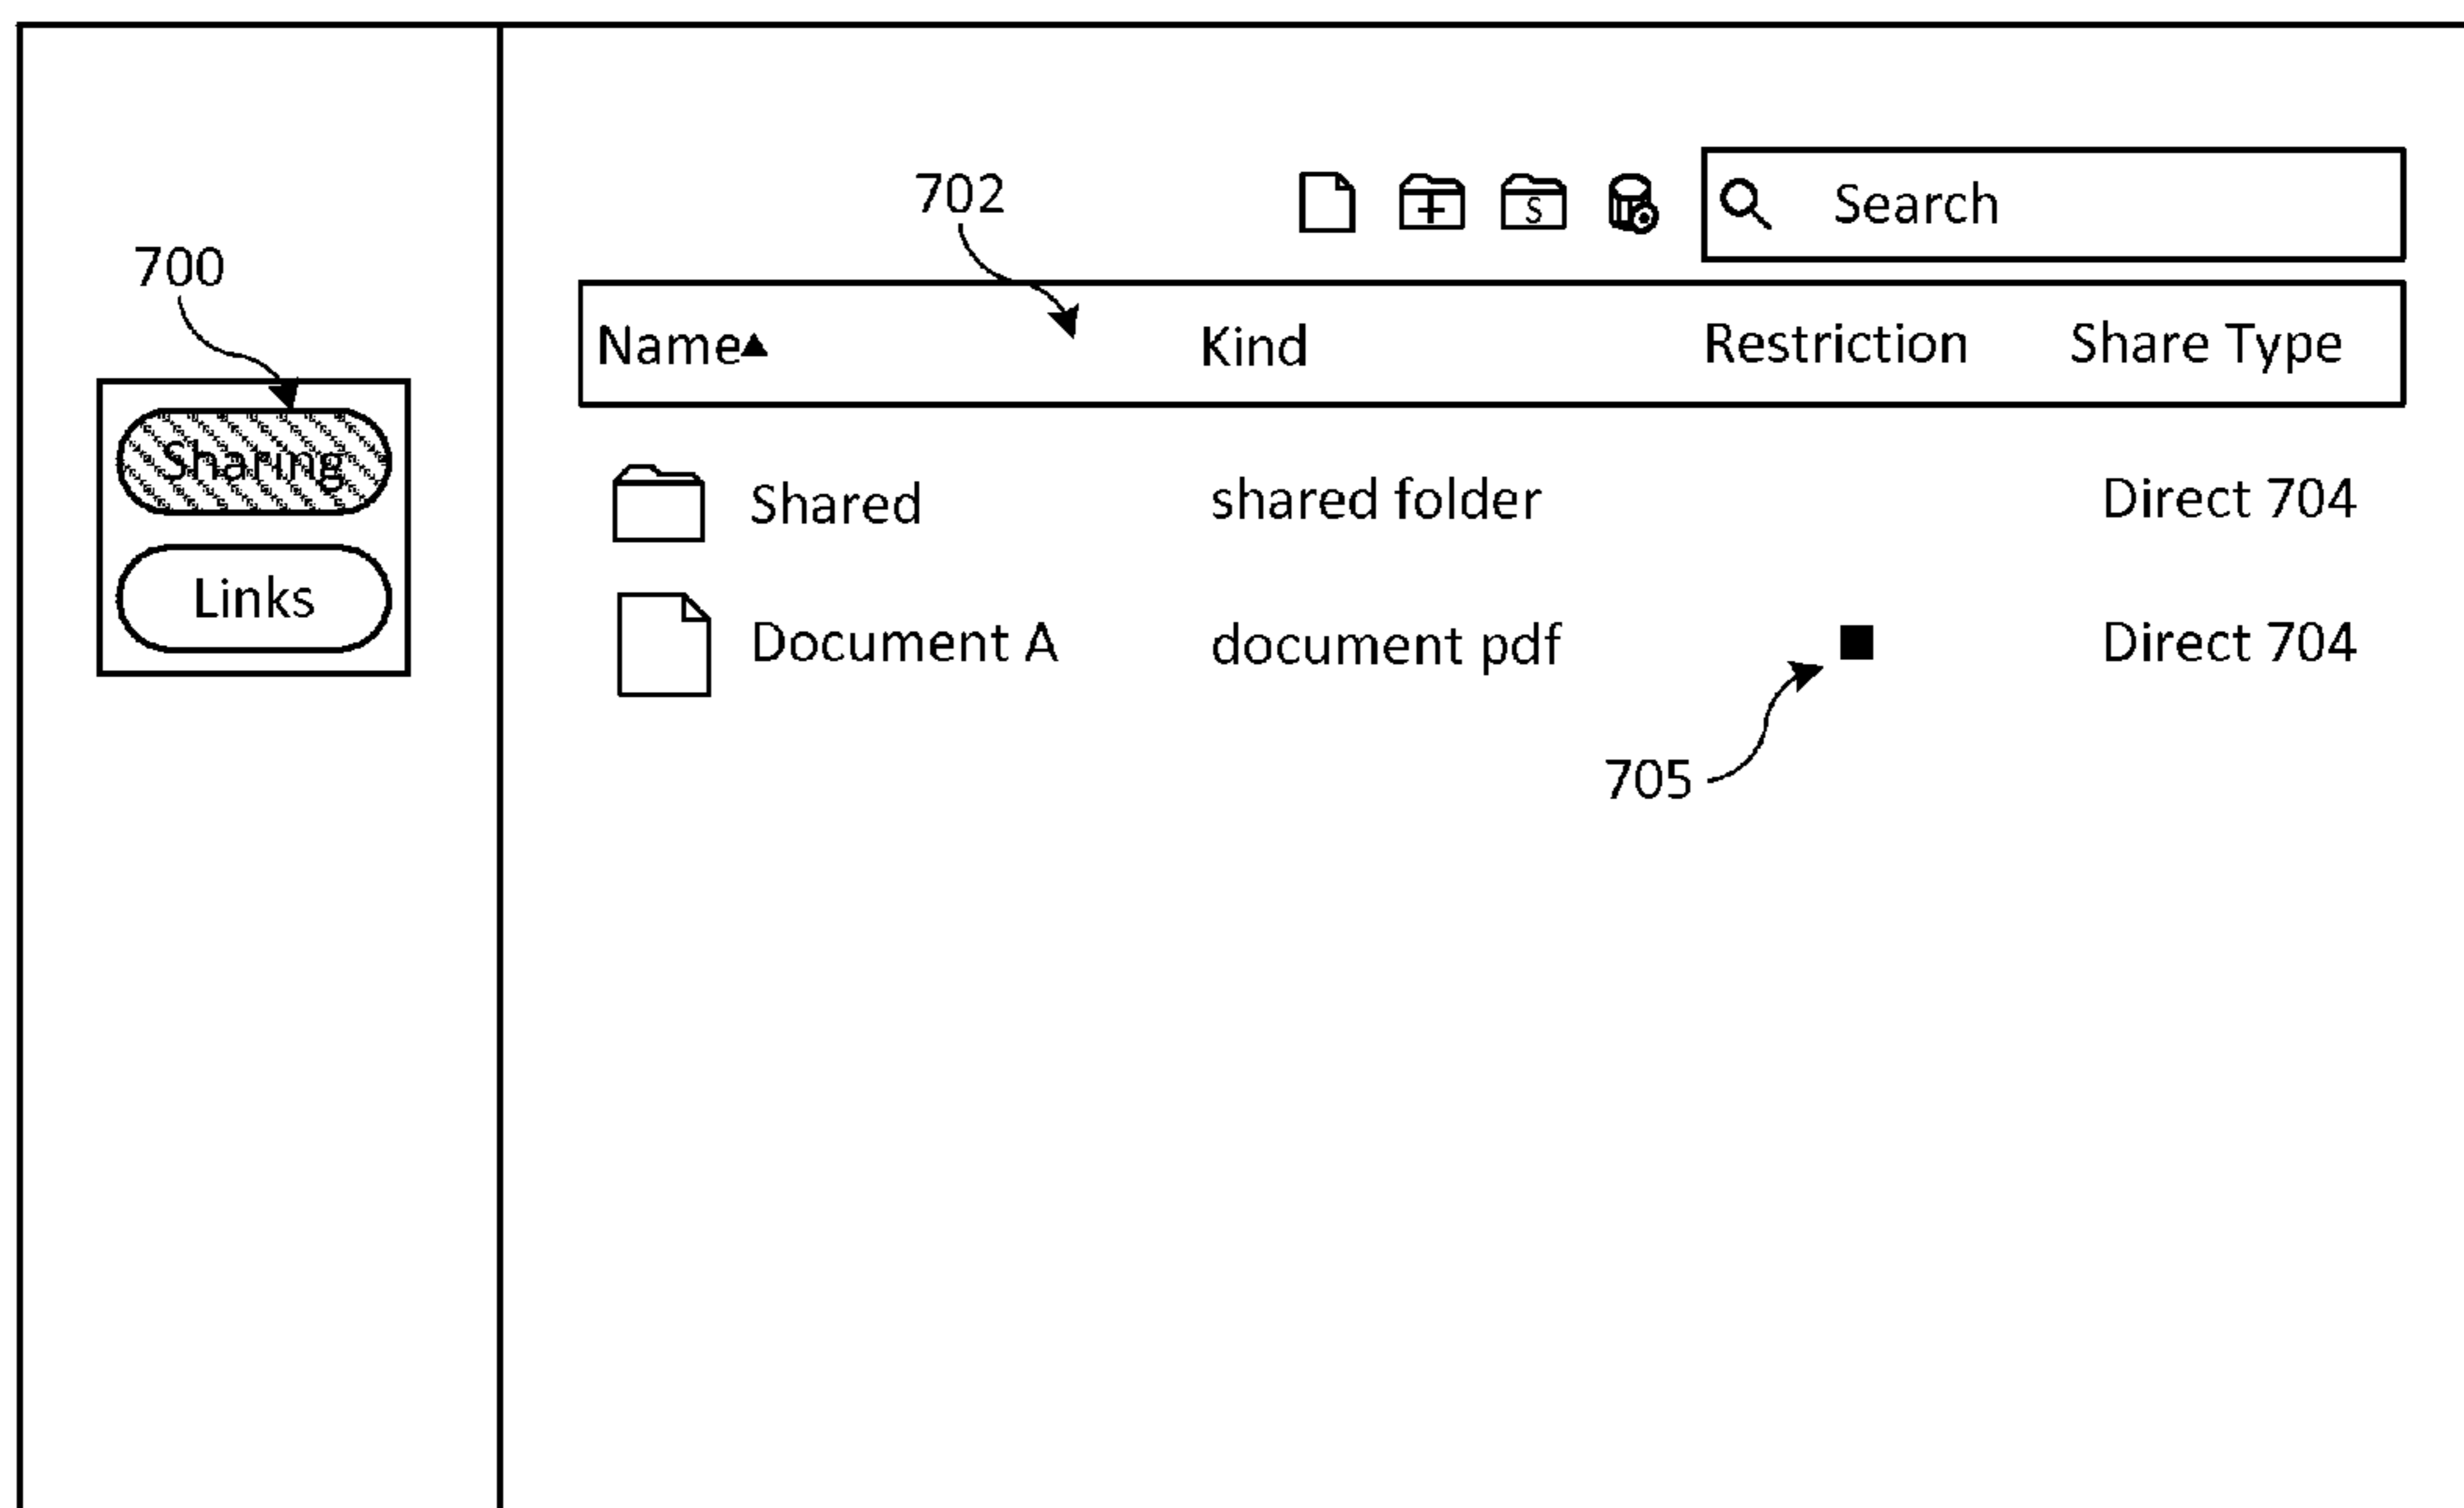 702
S
Search
700
Name▲ Kind Restriction Share Type
Sharing
Shared shared folder Direct 704
Links
Document A document pdf Direct 704
705